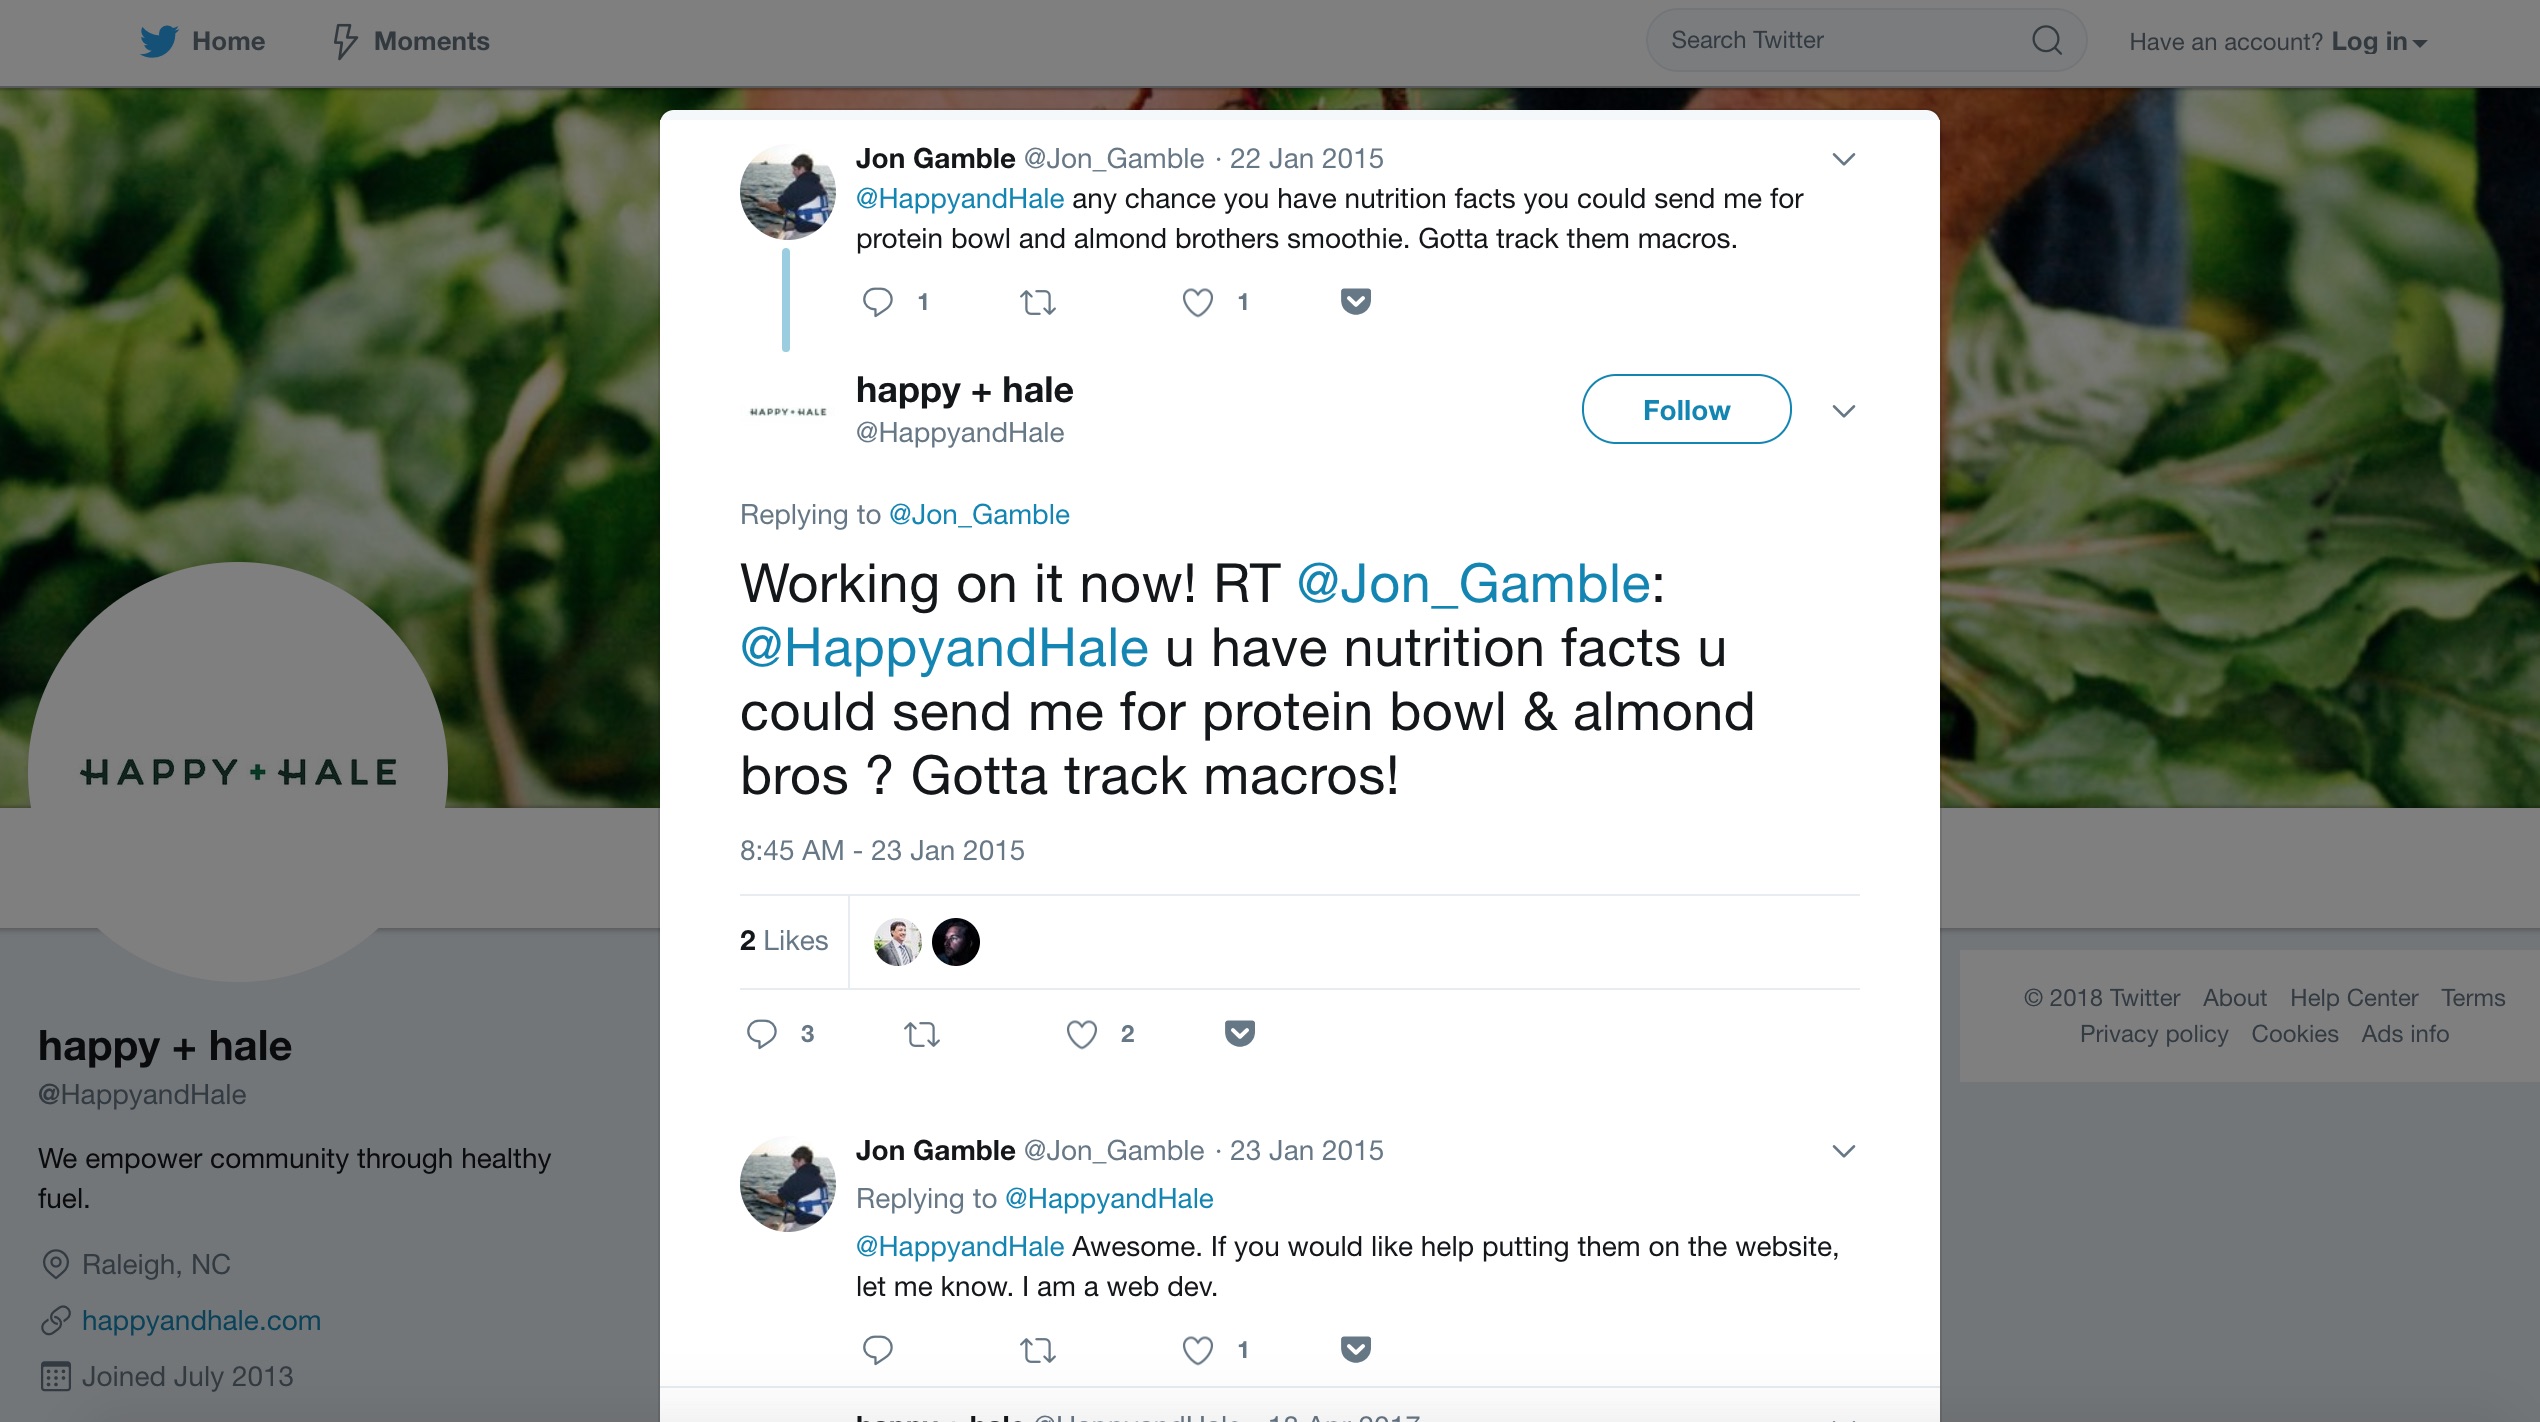 Home Moments Search Twitter Have an account? Log in
Jon Gamble @Jon_Gamble · 22 Jan 2015
@HappyandHale any chance you have nutrition facts you could send me for
protein bowl and almond brothers smoothie. Gotta track them macros.
1 1
HAPPY+HALE
happy + hale
@HappyandHale
Follow
Replying to @Jon_Gamble
Working on it now! RT @Jon_Gamble:
@HappyandHale u have nutrition facts u
could send me for protein bowl & almond
bros ? Gotta track macros!
8:45 AM - 23 Jan 2015
2 Likes
3 2
Jon Gamble @Jon_Gamble · 23 Jan 2015
Replying to @HappyandHale
@HappyandHale Awesome. If you would like help putting them on the website,
let me know. I am a web dev.
1
happy + hale @HappyandHale · 18 Apr 2017
HAPPY+HALE
happy + hale
@HappyandHale
We empower community through healthy
fuel.
Raleigh, NC
happyandhale.com
Joined July 2013
© 2018 Twitter About Help Center Terms
Privacy policy Cookies Ads info